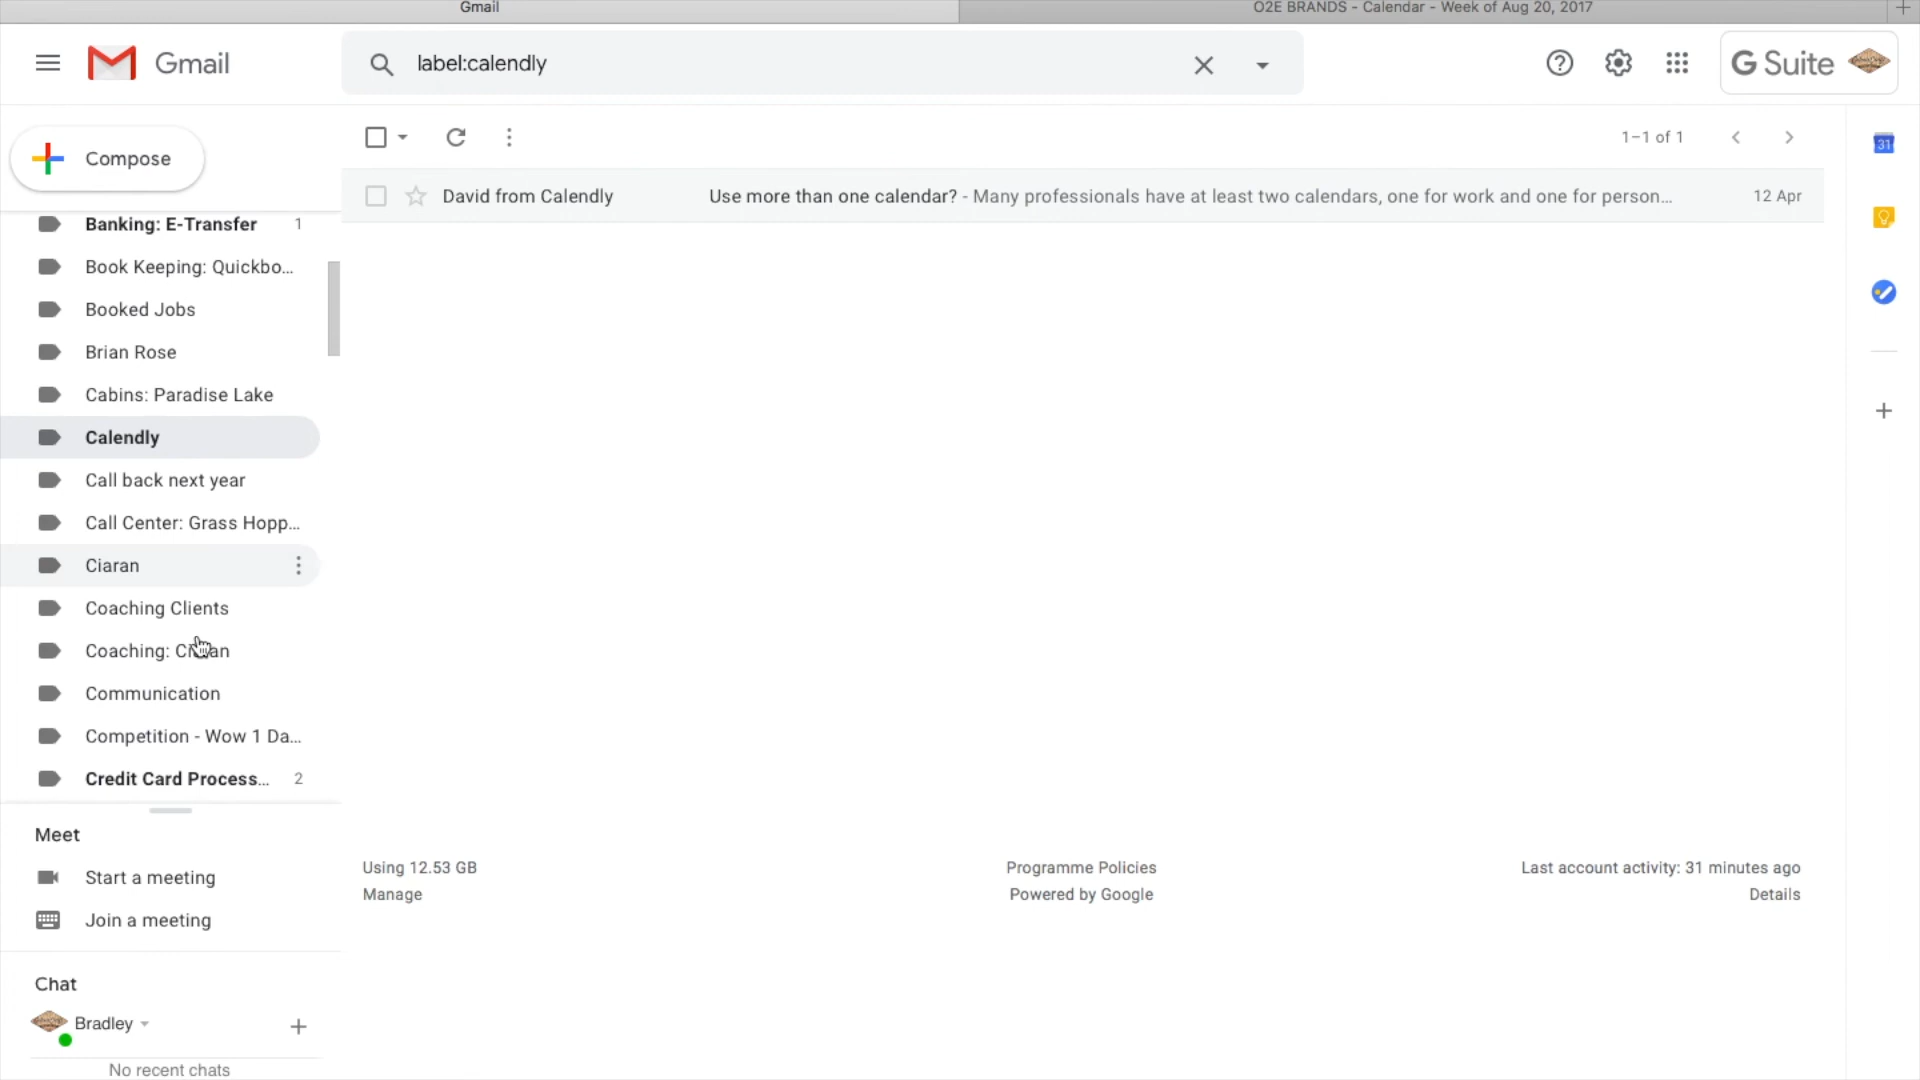 Gmail
O2E BRANDS - Calendar - Week of Aug 20, 2017
Gmail
label:calendly
G Suite
Compose
1–1 of 1
31
David from Calendly Use more than one calendar? - Many professionals have at least two calendars, one for work and one for person... 12 Apr
Banking: E-Transfer 1
Book Keeping: Quickbo...
Booked Jobs
Brian Rose
Cabins: Paradise Lake
Calendly
Call back next year
Call Center: Grass Hopp...
Ciaran
Coaching Clients
Coaching:
Communication
Competition - Wow 1 Da...
Credit Card Process... 2
Meet
Start a meeting
Join a meeting
Using 12.53 GB
Manage
Programme Policies
Powered by Google
Last account activity: 31 minutes ago
Details
Chat
Bradley
No recent chats